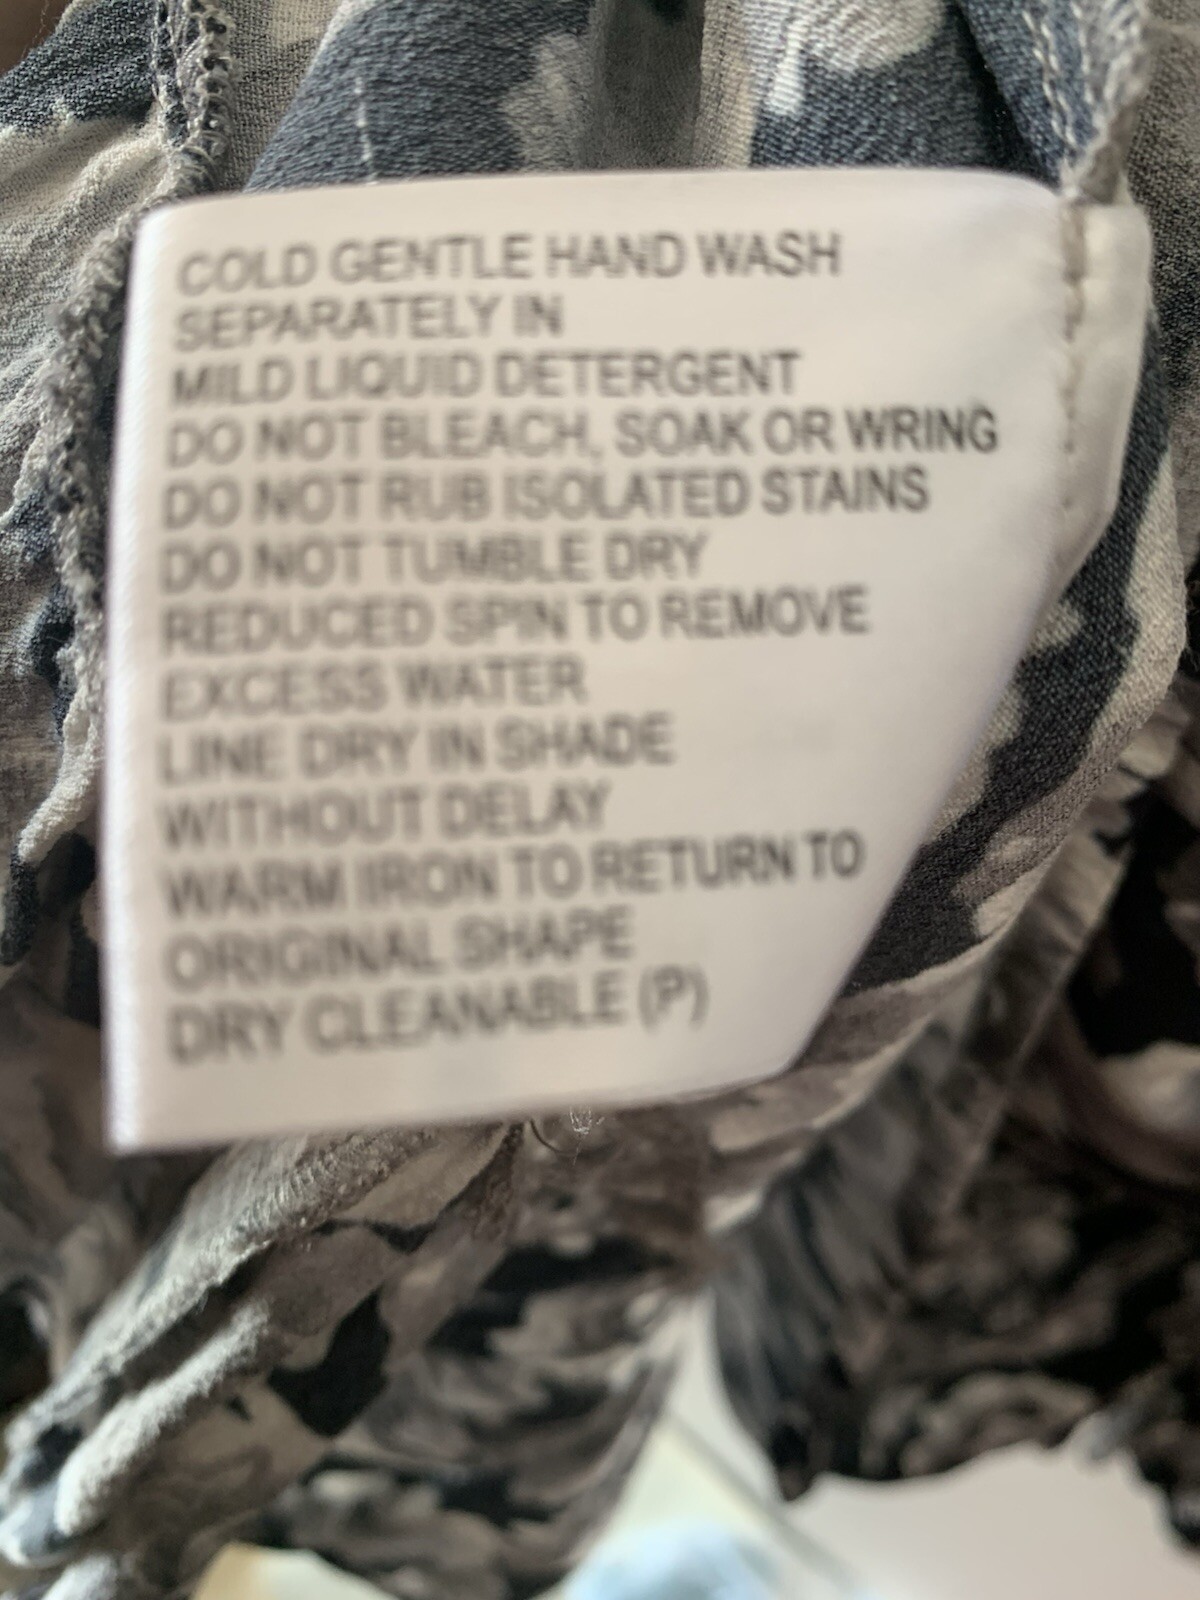 COLD GENTLE HAND WASH
SEPARATELY IN
MILD LIQUID DETERGENT
DO NOT BLEACH, SOAK OR WRING
DO NOT RUB ISOLATED STAINS
DO NOT TUMBLE DRY
REDUCED SPIN TO REMOVE
EXCESS WATER
LINE DRY IN SHADE
WITHOUT DELAY
WARM IRON TO RETURN TO
ORIGINAL SHAPE
DRY CLEANABLE (P)